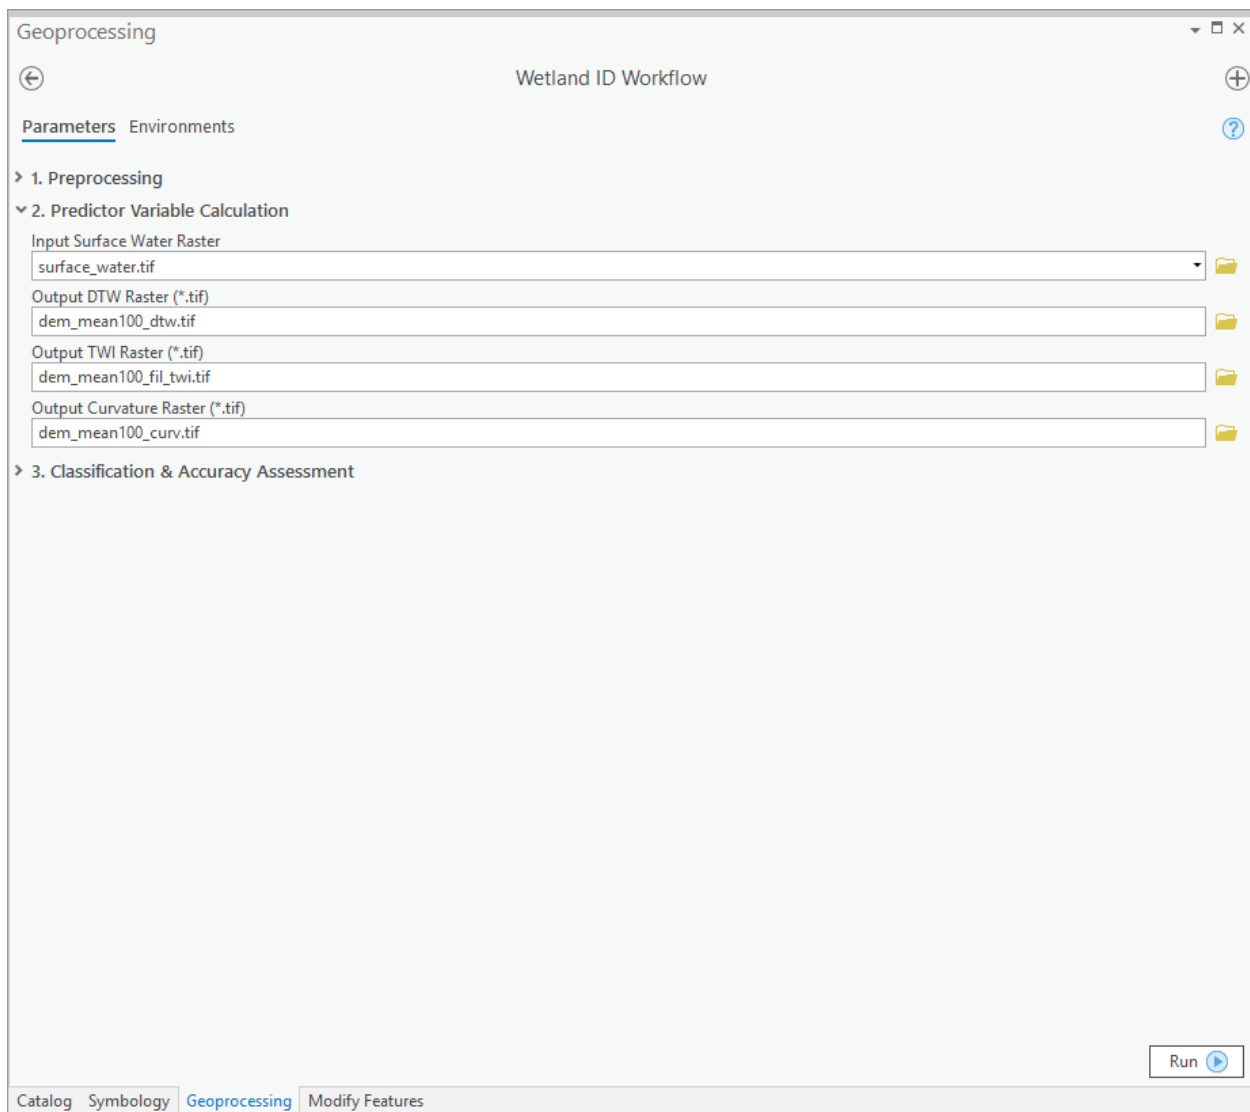 Geoprocessing
Wetland ID Workflow
Parameters Environments
1. Preprocessing
2. Predictor Variable Calculation
Input Surface Water Raster
surface_water.tif
Output DTW Raster (*.tif)
dem_mean100_dtw.tif
Output TWI Raster (*.tif)
dem_mean100_fil_twi.tif
Output Curvature Raster (*.tif)
dem_mean100_curv.tif
3. Classification & Accuracy Assessment
Run
Catalog Symbology Geoprocessing Modify Features